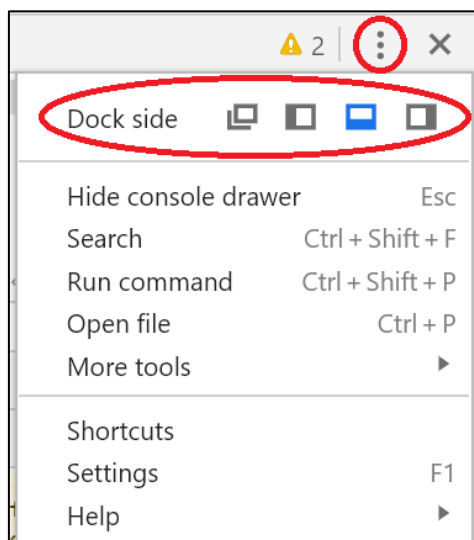 2
Dock side
Hide console drawer Esc
Search Ctrl + Shift + F
Run command Ctrl + Shift + P
Open file Ctrl + P
More tools
Shortcuts
Settings F1
Help